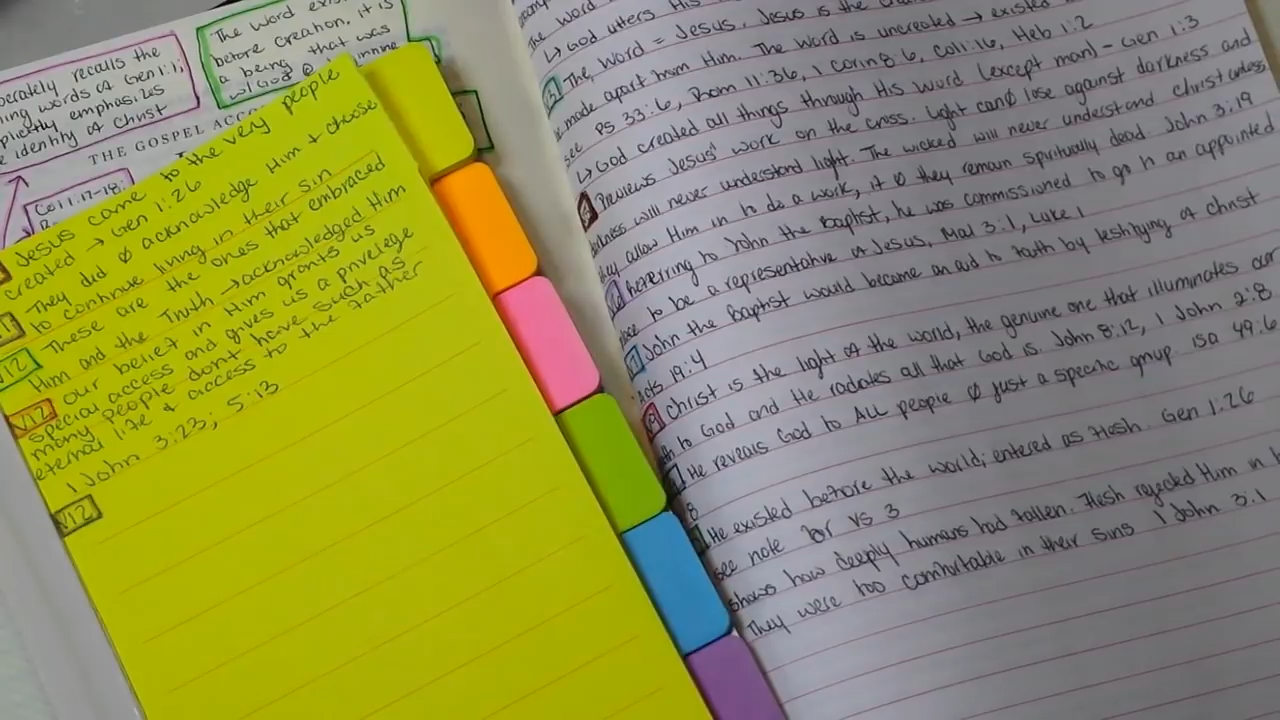 berately recalls the
ning words of Gen 1:1;
plicitly emphasizes
e identity of Christ
The Word exis
before creation, it is
a being that was
w/God &
THE GOSPEL ACC
Col 1:17-18;
Jesus came to the very people
created → Gen 1:26
They did Ø acknowledge Him & choose
to continue living in their sin
V12 These are the ones that embraced
Him and the Truth → acknowledged Him
V12 Our belief in Him grants us
special access and gives us a privelege
many people don't have such as
eternal life & access to the Father
1 John 3:23; 5:13
V12
the word
↳ God utters His
The Word = Jesus. Jesus is the
made apart from Him. The Word is uncreated → existed
see PS 33:6, Rom 11:36, 1 Corin 8:6, Col 1:16, Heb 1:2
↳ God created all things through His word (except man) - Gen 1:3
Previews Jesus' work on the cross. Light can Ø lose against darkness and
rkness will never understand light. The wicked will never understand Christ unless
they allow Him in to do a work, if Ø they remain spiritually dead. John 3:19
Referring to John the Baptist, he was commissioned to go in an appointed
to be a representative of Jesus, Mal 3:1, Luke 1
John the Baptist would become an aid to faith by testifying of Christ
Acts 19:4
Christ is the light of the world, the genuine one that illuminates our
th to God and He radiates all that God is. John 8:12, 1 John 2:8
He reveals God to ALL people Ø just a specific group. Isa 49:6
8
He existed before the world; entered as flesh. Gen 1:26
see note for vs 3
shows how deeply humans had fallen. Flesh rejected Him in
They were too comfortable in their sins 1 John 3:1